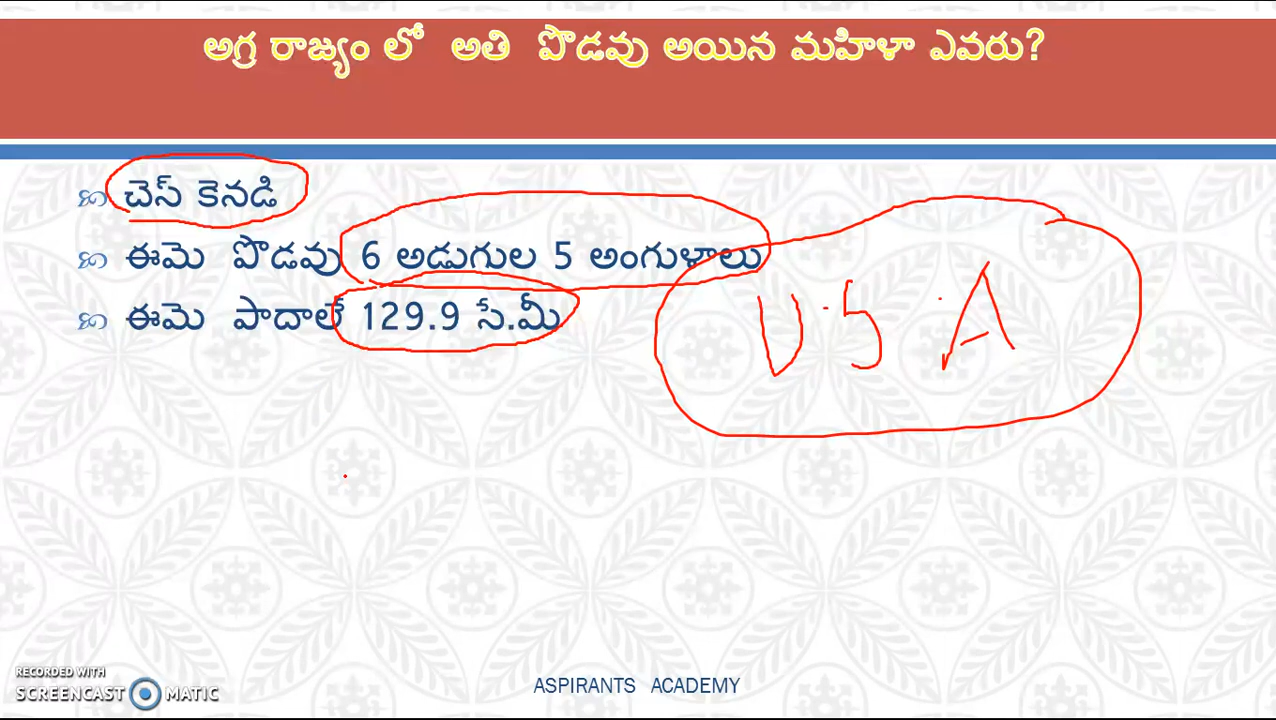 అగ్ర రాజ్యం లో అతి పొడవు అయిన మహిళా ఎవరు?
చెస్ కెనడి
ఈమె పొడవు 6 అడుగుల 5 అంగుళాలు
ఈమె పాదాలే 129.9 సే.మీ
U.S.A
RECORDED WITH
SCREENCAST MATIC
ASPIRANTS ACADEMY